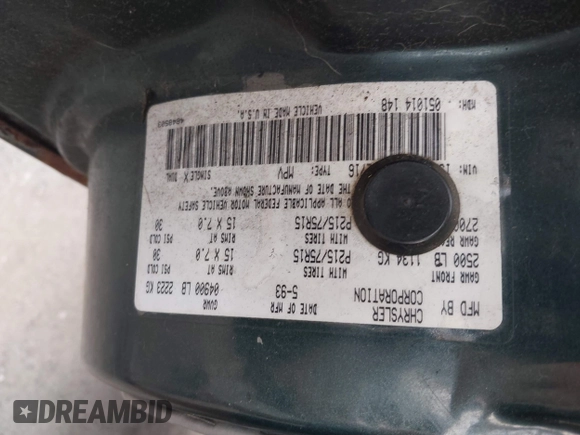 MFD BY CHRYSLER CORPORATION DATE OF MFR 5-93 GVWR 04900 LB 2223 KG
GAWR FRONT WITH TIRES RIMS AT PSI COLD
2500 LB 1134 KG P215/75R15 15 X 7.0 30
GAWR WITH TIRES RIMS AT PSI COLD
P215/75R15 15 X 7.0 30
ALL APPLICABLE FEDERAL MOTOR VEHICLE SAFETY
THE DATE OF MANUFACTURE SHOWN ABOVE.
VIN: TYPE: MPV SINGLE X DUAL
MDH: 051014 148 VEHICLE MADE IN U.S.A.
DREAMBID